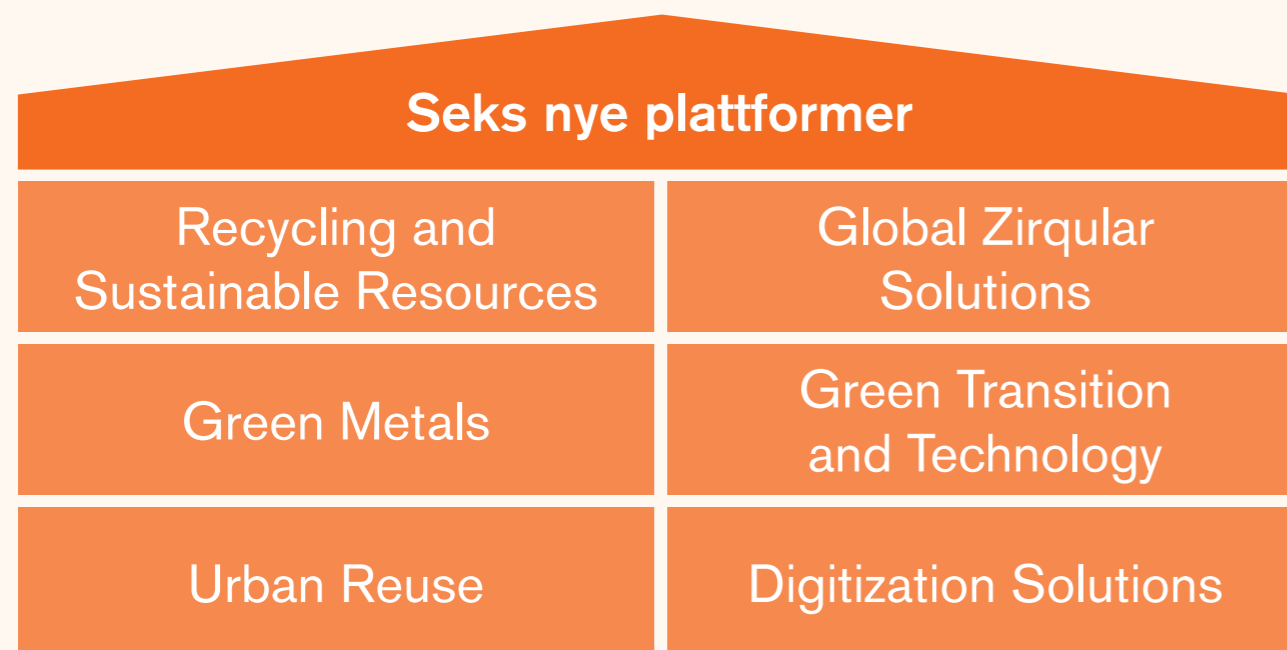 Seks nye plattformer
Recycling and
Sustainable Resources
Global Zirqular
Solutions
Green Metals
Green Transition
and Technology
Urban Reuse
Digitization Solutions